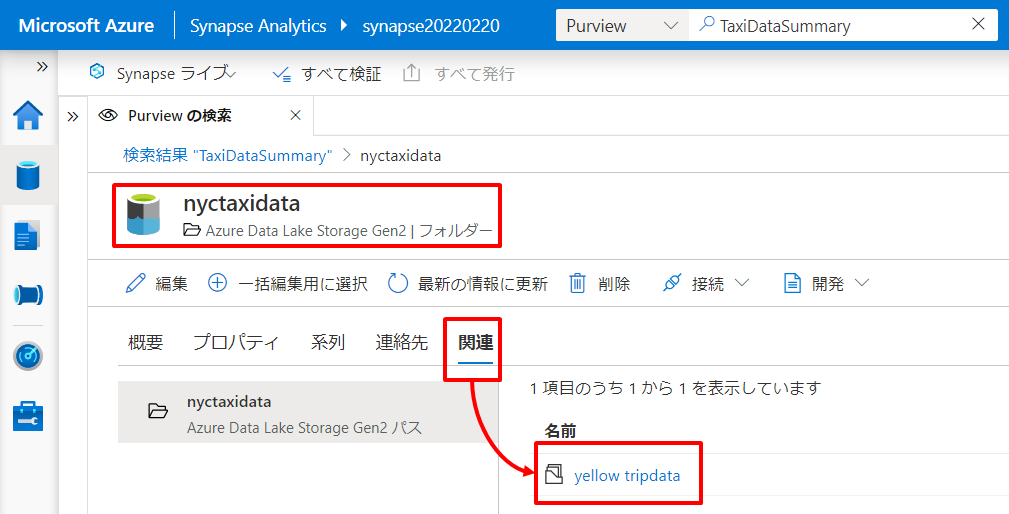 Microsoft Azure Synapse Analytics synapse20220220 Purview TaxiDataSummary
Synapse ライブ すべて検証 すべて発行
Purview の検索
検索結果 "TaxiDataSummary" > nyctaxidata
nyctaxidata
Azure Data Lake Storage Gen2 | フォルダー
編集 一括編集用に選択 最新の情報に更新 削除 接続 開発
概要 プロパティ 系列 連絡先 関連
nyctaxidata
Azure Data Lake Storage Gen2 パス
1 項目のうち 1 から 1 を表示しています
名前
yellow tripdata